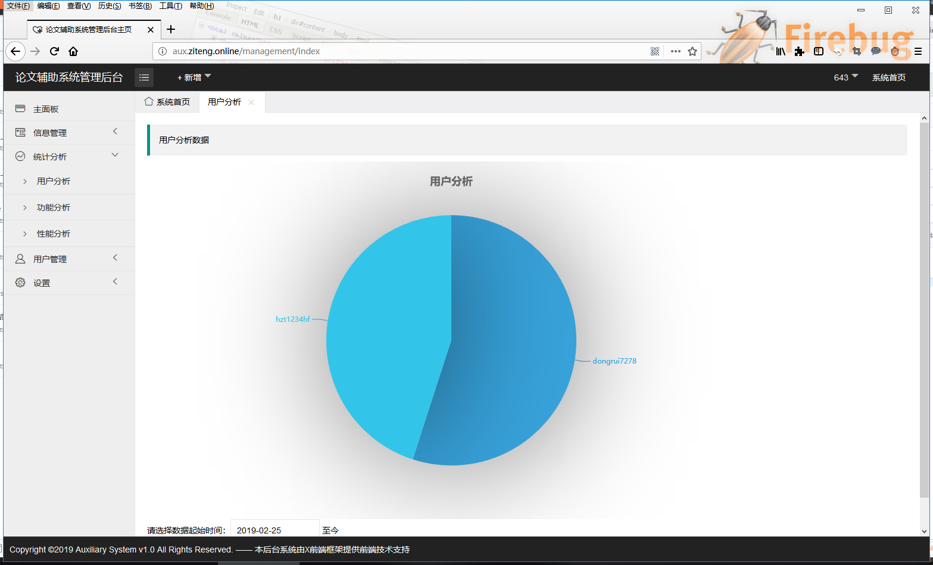 文件(F) 编辑(E) 查看(V) 历史(S) 书签(B) 工具(T) 帮助(H)
论文辅助系统管理后台主页
Firebug
aux.ziteng.online/management/index
论文辅助系统管理后台
+ 新增
643
系统首页
主面板
信息管理
统计分析
用户分析
功能分析
性能分析
用户管理
设置
系统首页
用户分析
用户分析数据
用户分析
hzt1234hf
dongrui7278
请选择数据起始时间: 2019-02-25 至今
Copyright ©2019 Auxiliary System v1.0 All Rights Reserved. —— 本后台系统由X前端框架提供前端技术支持